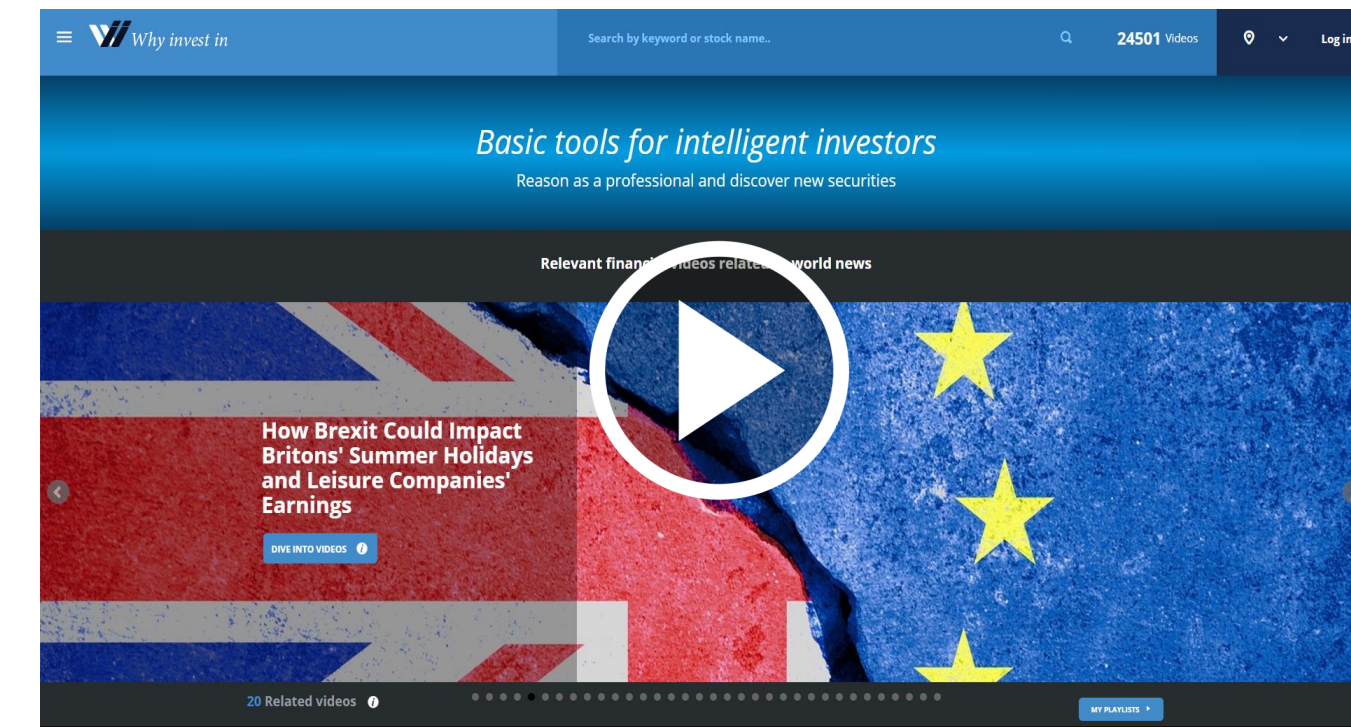 Why invest in
Search by keyword or stock name..
24501 Videos
Log in
Basic tools for intelligent investors
Reason as a professional and discover new securities
Relevant financial videos related world news
How Brexit Could Impact
Britons' Summer Holidays
and Leisure Companies'
Earnings
DIVE INTO VIDEOS i
20 Related videos i
MY PLAYLISTS